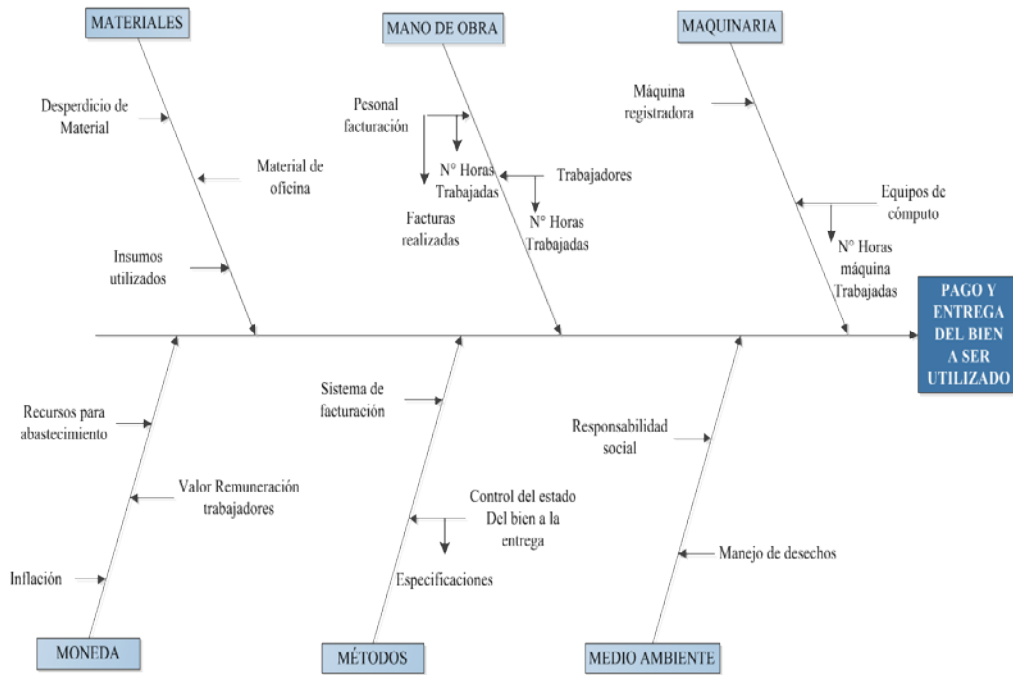 MATERIALES
MANO DE OBRA
MAQUINARIA
Desperdicio de
Material
Material de
oficina
Insumos
utilizados
Pesonal
facturación
N° Horas
Trabajadas
Facturas
realizadas
Trabajadores
N° Horas
Trabajadas
Máquina
registradora
Equipos de
cómputo
N° Horas
máquina
Trabajadas
PAGO Y
ENTREGA
DEL BIEN
A SER
UTILIZADO
Recursos para
abastecimiento
Valor Remuneración
trabajadores
Inflación
Sistema de
facturación
Control del estado
Del bien a la
entrega
Especificaciones
Responsabilidad
social
Manejo de desechos
MONEDA
MÉTODOS
MEDIO AMBIENTE